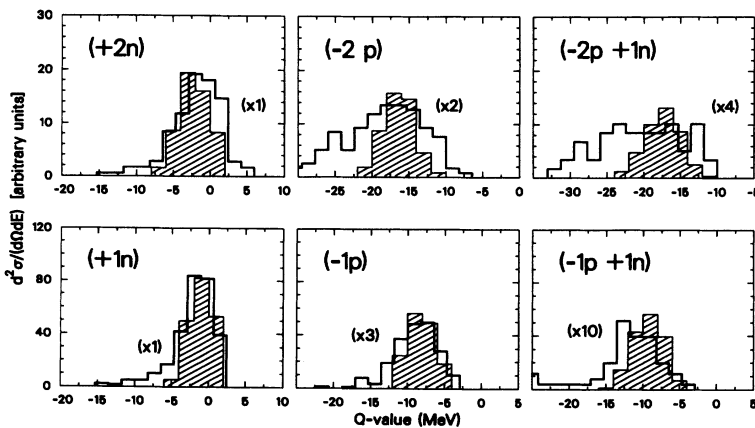 30
20
10
0
(+2n)
(x1)
-20 -15 -10 -5 0 5 10
(-2 p)
(x2)
-25 -20 -15 -10 -5 0
(-2p +1n)
(x4)
-30 -25 -20 -15 -10 -5
d²σ/(dΩdE) [arbitrary units]
120
80
40
0
(+1n)
(x1)
-20 -15 -10 -5 0 5 10
(-1p)
(x3)
-20 -15 -10 -5 0 5
(-1p +1n)
(x10)
-20 -15 -10 -5 0 5
Q-value (MeV)